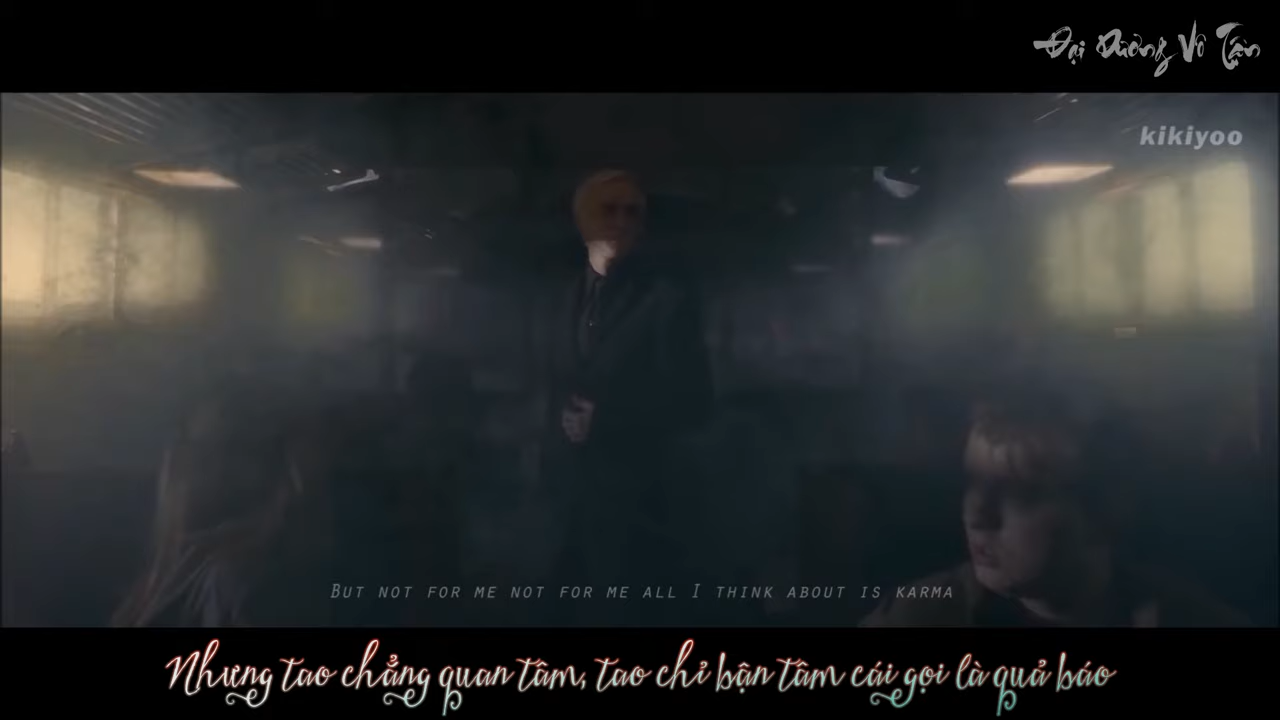 Đại Dương Vô Tận
kikiyoo
But not for me not for me all I think about is karma
Nhưng tao chẳng quan tâm, tao chỉ bận tâm cái gọi là quả báo